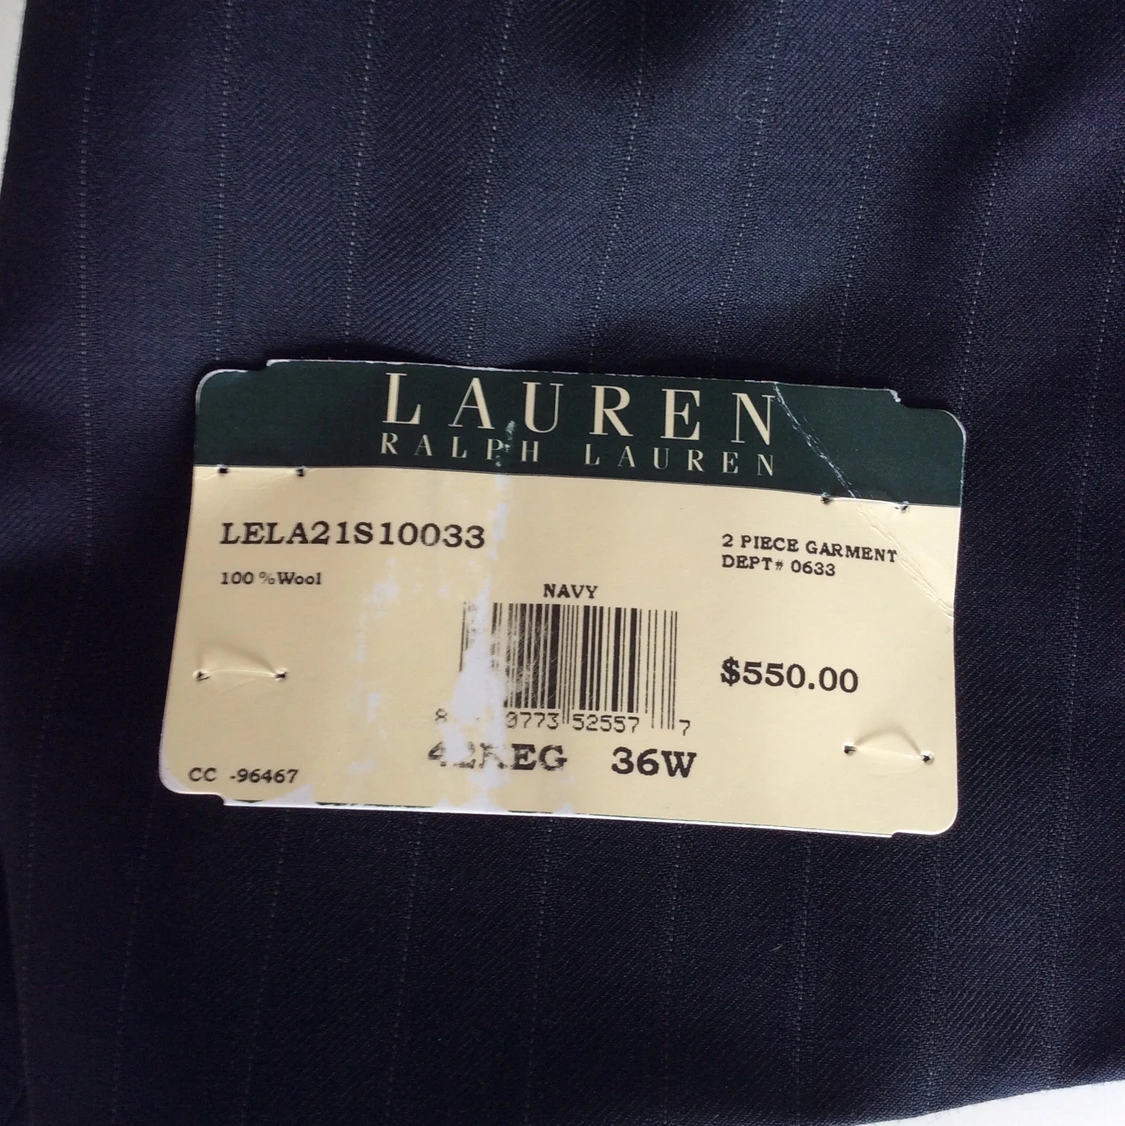 LAUREN
RALPH LAUREN
LELA21S10033
2 PIECE GARMENT
DEPT# 0633
100%Wool
NAVY
$550.00
0773 52557 7
42REG 36W
CC -96467